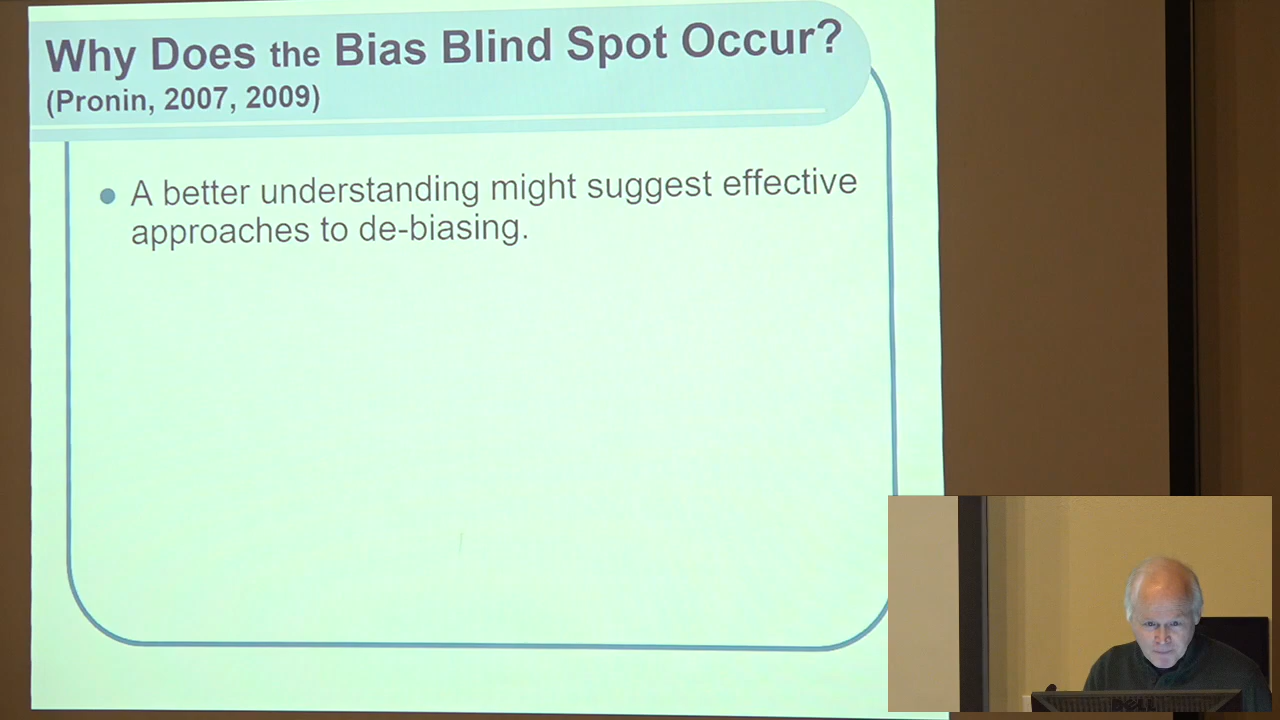 Why Does the Bias Blind Spot Occur?
(Pronin, 2007, 2009)
A better understanding might suggest effective
approaches to de-biasing.
DELL